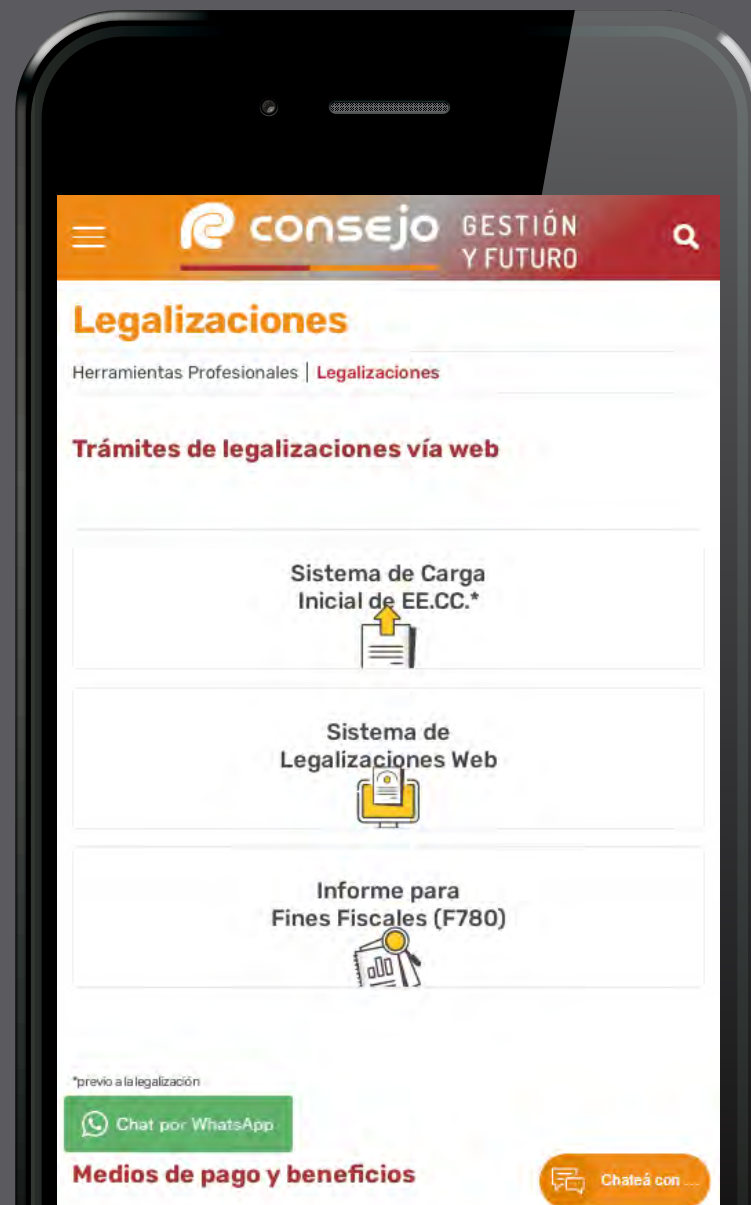 consejo GESTIÓN
Y FUTURO
Legalizaciones
Herramientas Profesionales | Legalizaciones
Trámites de legalizaciones vía web
Sistema de Carga
Inicial de EE.CC.*
Sistema de
Legalizaciones Web
Informe para
Fines Fiscales (F780)
*previo a la legalización
Chat por WhatsApp
Medios de pago y beneficios
Chateá con ...